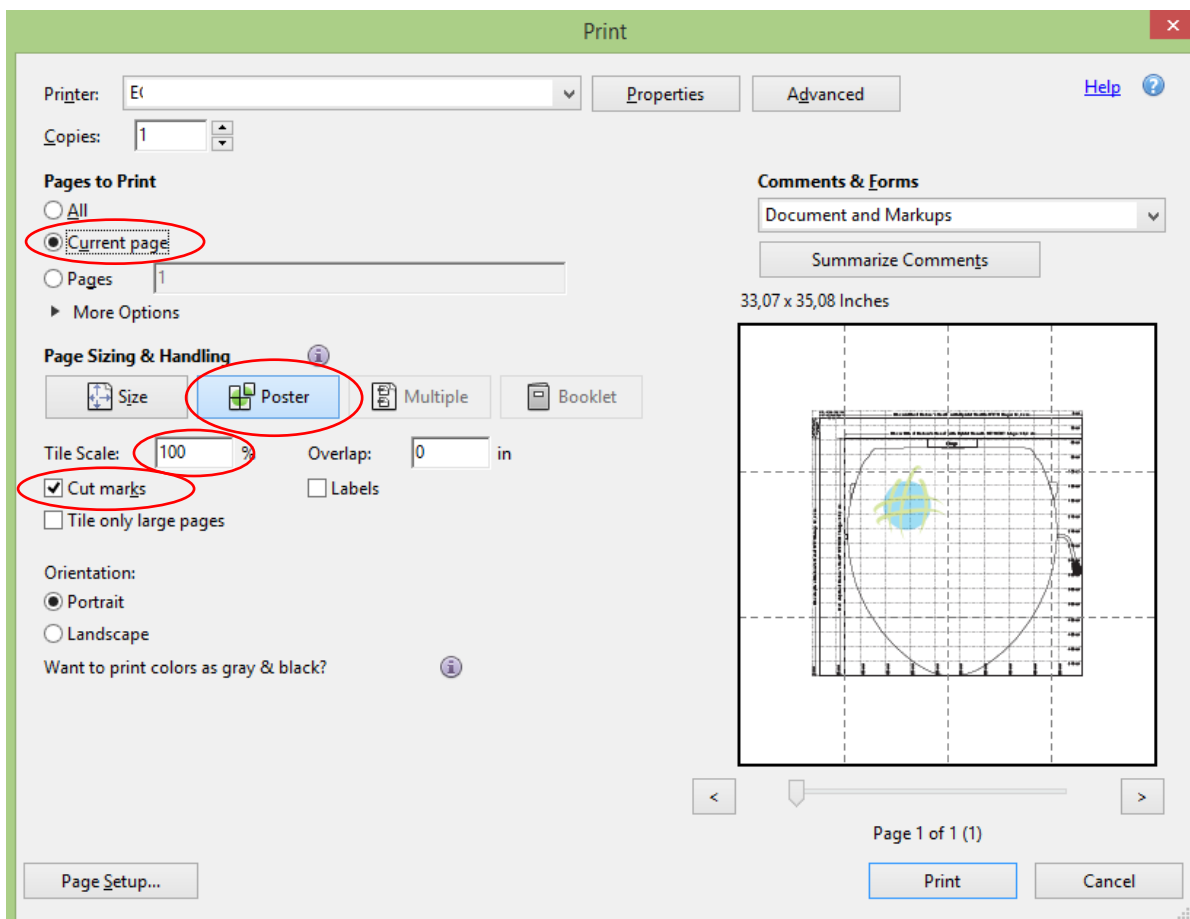 Print
Printer: E( Properties Advanced Help
Copies: 1
Pages to Print
All
Current page
Pages 1
More Options
Page Sizing & Handling
Size Poster Multiple Booklet
Tile Scale: 100 % Overlap: 0 in
Cut marks Labels
Tile only large pages
Orientation:
Portrait
Landscape
Want to print colors as gray & black?
Comments & Forms
Document and Markups
Summarize Comments
33,07 x 35,08 Inches
< >
Page 1 of 1 (1)
Page Setup... Print Cancel